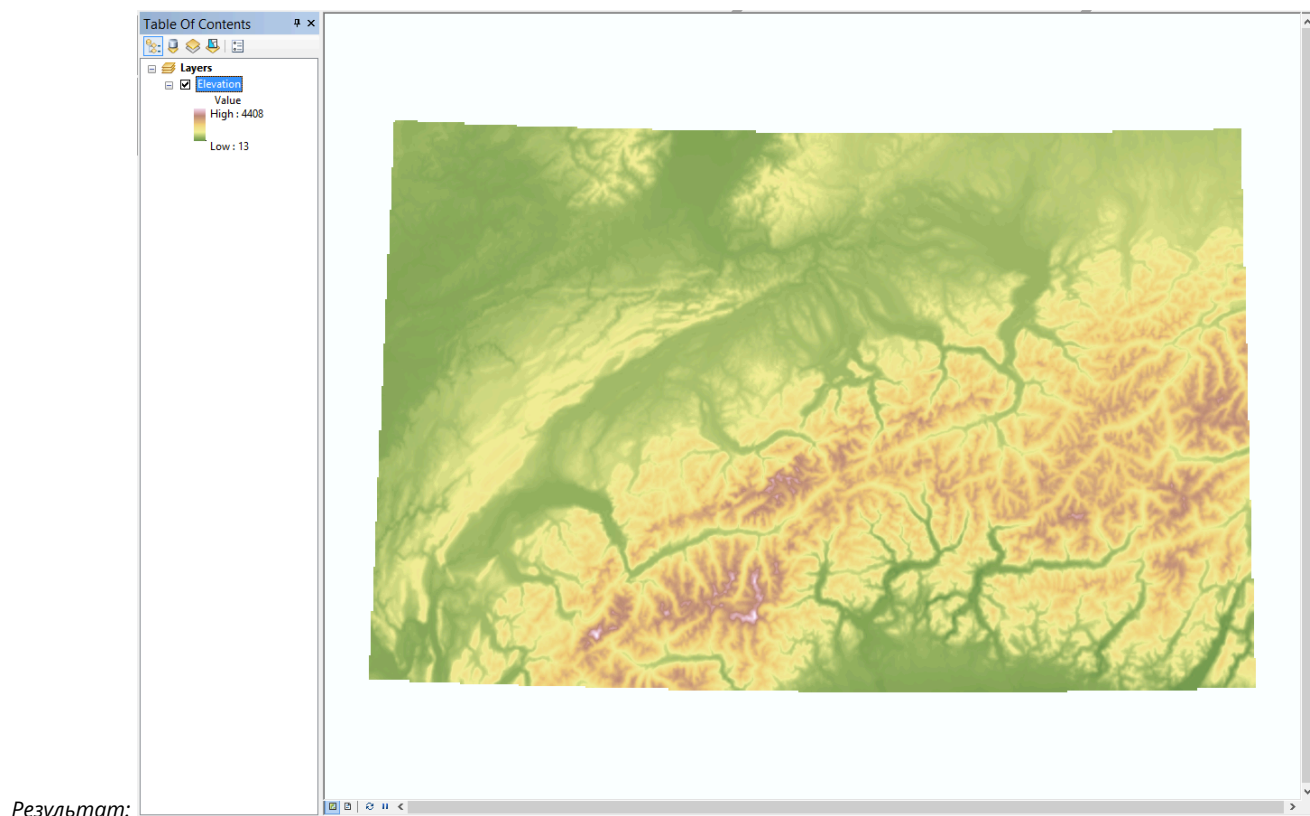 Table Of Contents
Layers
Elevation
Value
High : 4408
Low : 13
Результат: